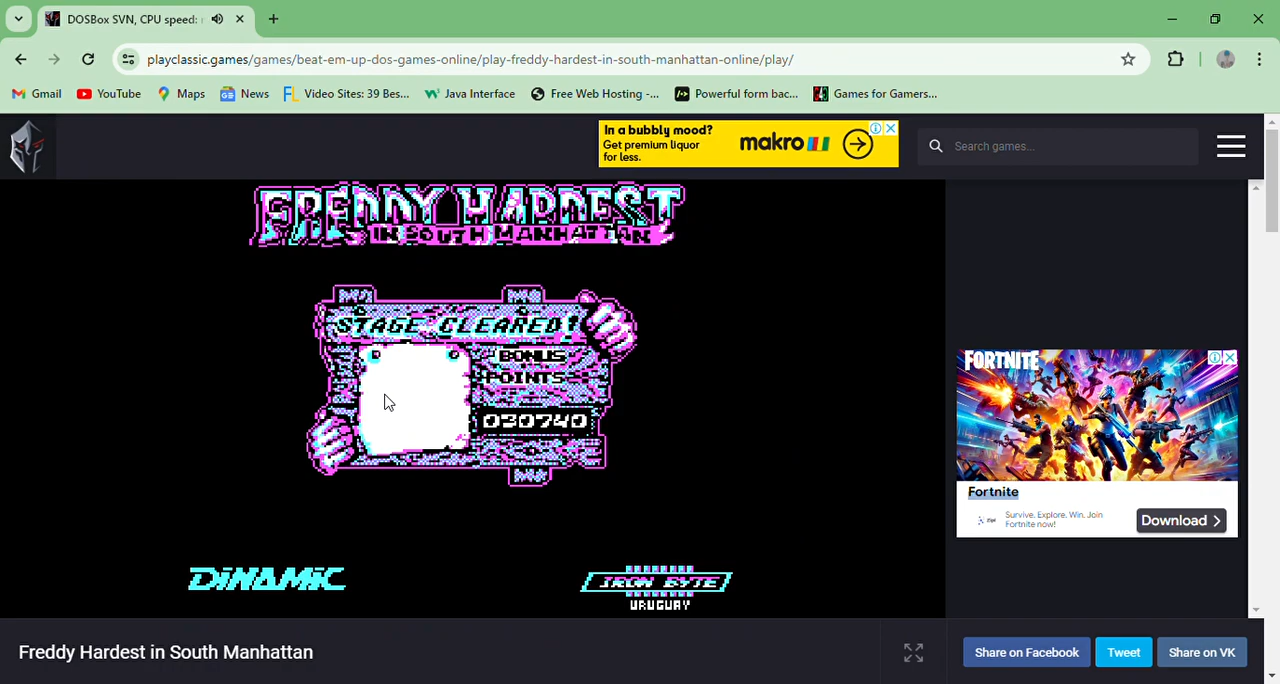 DOSBox SVN, CPU speed:
playclassic.games/games/beat-em-up-dos-games-online/play-freddy-hardest-in-south-manhattan-online/play/
Gmail YouTube Maps News Video Sites: 39 Bes... Java Interface Free Web Hosting -... Powerful form bac... Games for Gamers...
In a bubbly mood?
Get premium liquor
for less.
makro
Search games...
FREDDY HARDEST
IN SOUTH MANHATTAN
STAGE CLEARED!
BONUS
POINTS
030740
DINAMIC
IRON BYTE
URUGUAY
FORTNITE
Fortnite
Survive. Explore. Win. Join
Fortnite now!
Download
Freddy Hardest in South Manhattan
Share on Facebook Tweet Share on VK